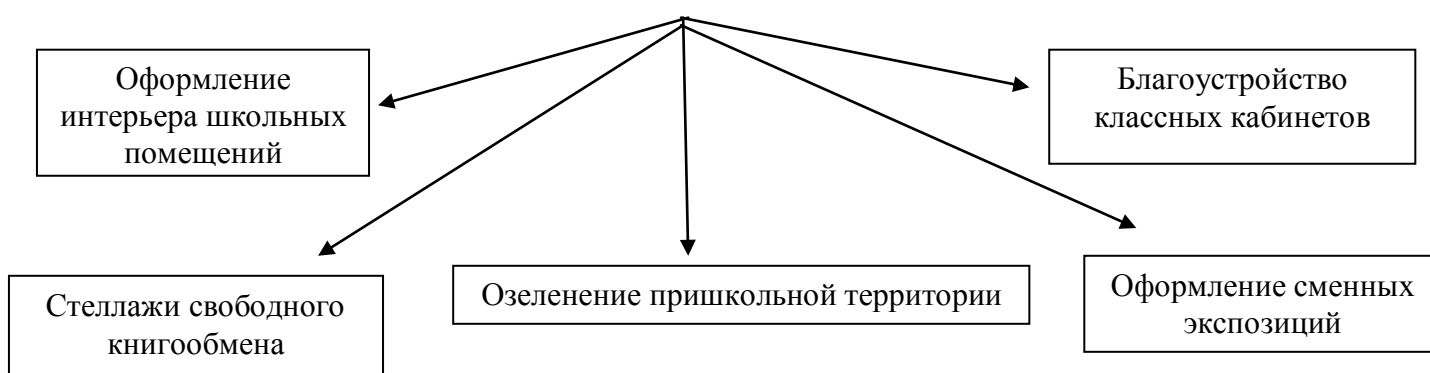 Оформление
интерьера школьных
помещений
Благоустройство
классных кабинетов
Стеллажи свободного
книгообмена
Озеленение пришкольной территории
Оформление сменных
экспозиций